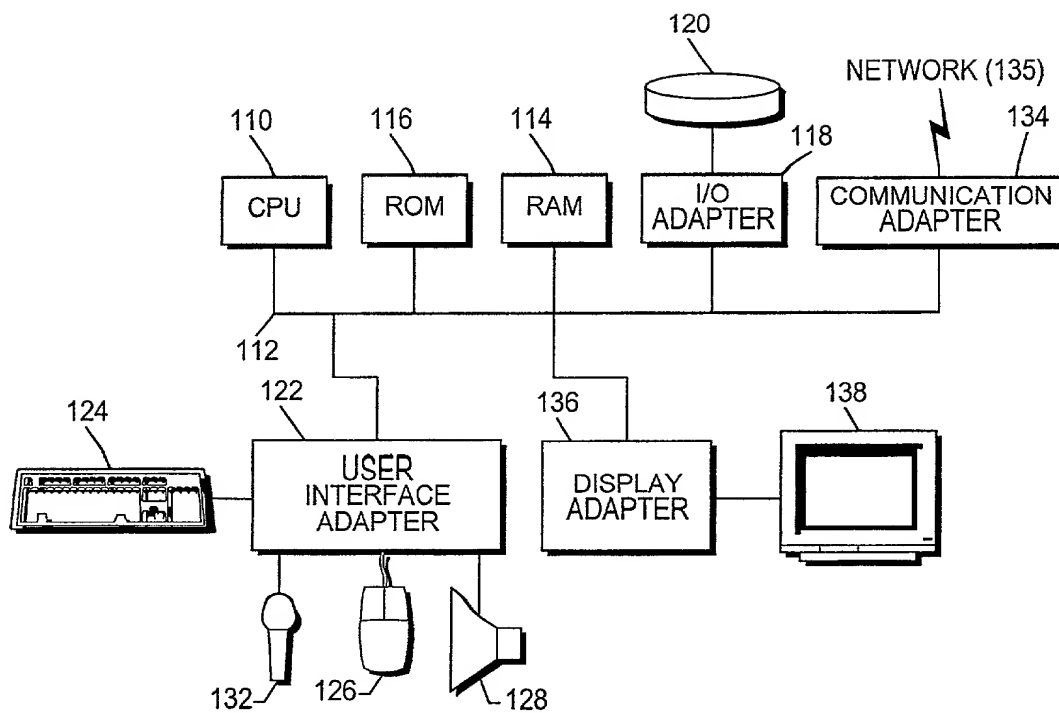 120
NETWORK (135)
110
116
114
118
134
CPU
ROM
RAM
I/O
ADAPTER
COMMUNICATION
ADAPTER
112
124
122
136
138
USER
INTERFACE
ADAPTER
DISPLAY
ADAPTER
132
126
128